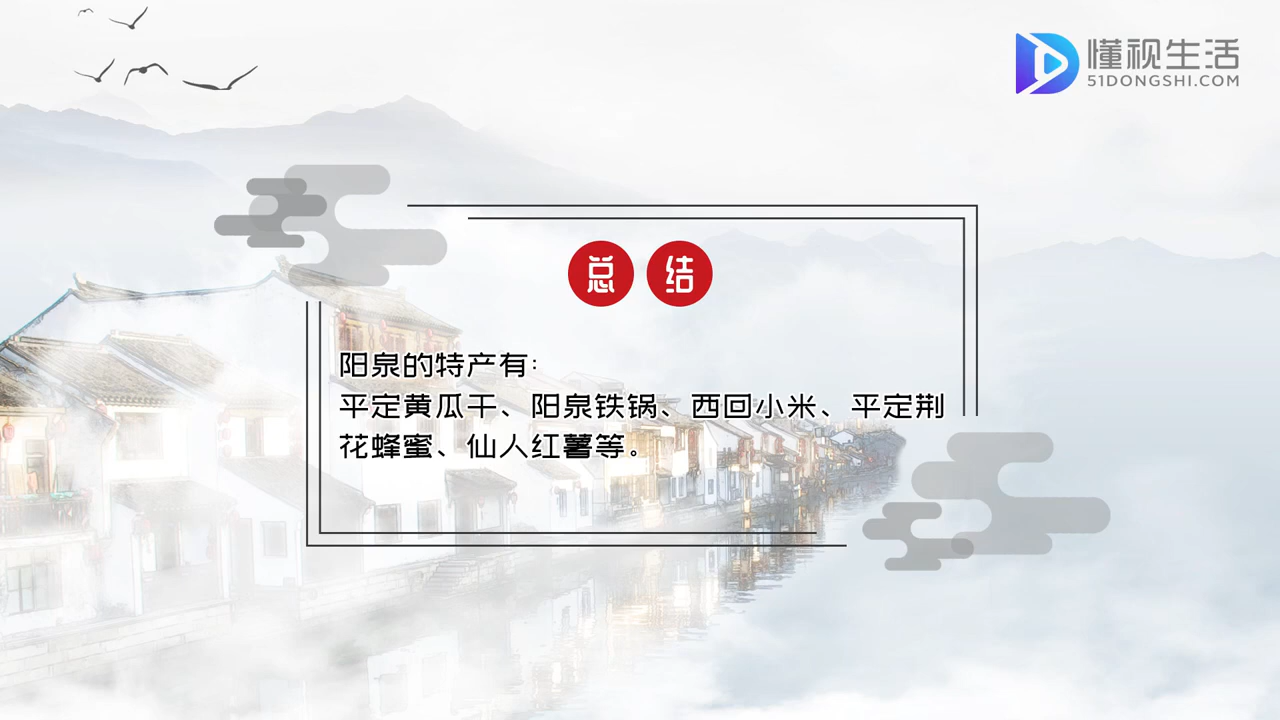 懂视生活
51DONGSHI.COM
总结
阳泉的特产有:
平定黄瓜干、阳泉铁锅、西回小米、平定荆
花蜂蜜、仙人红薯等。